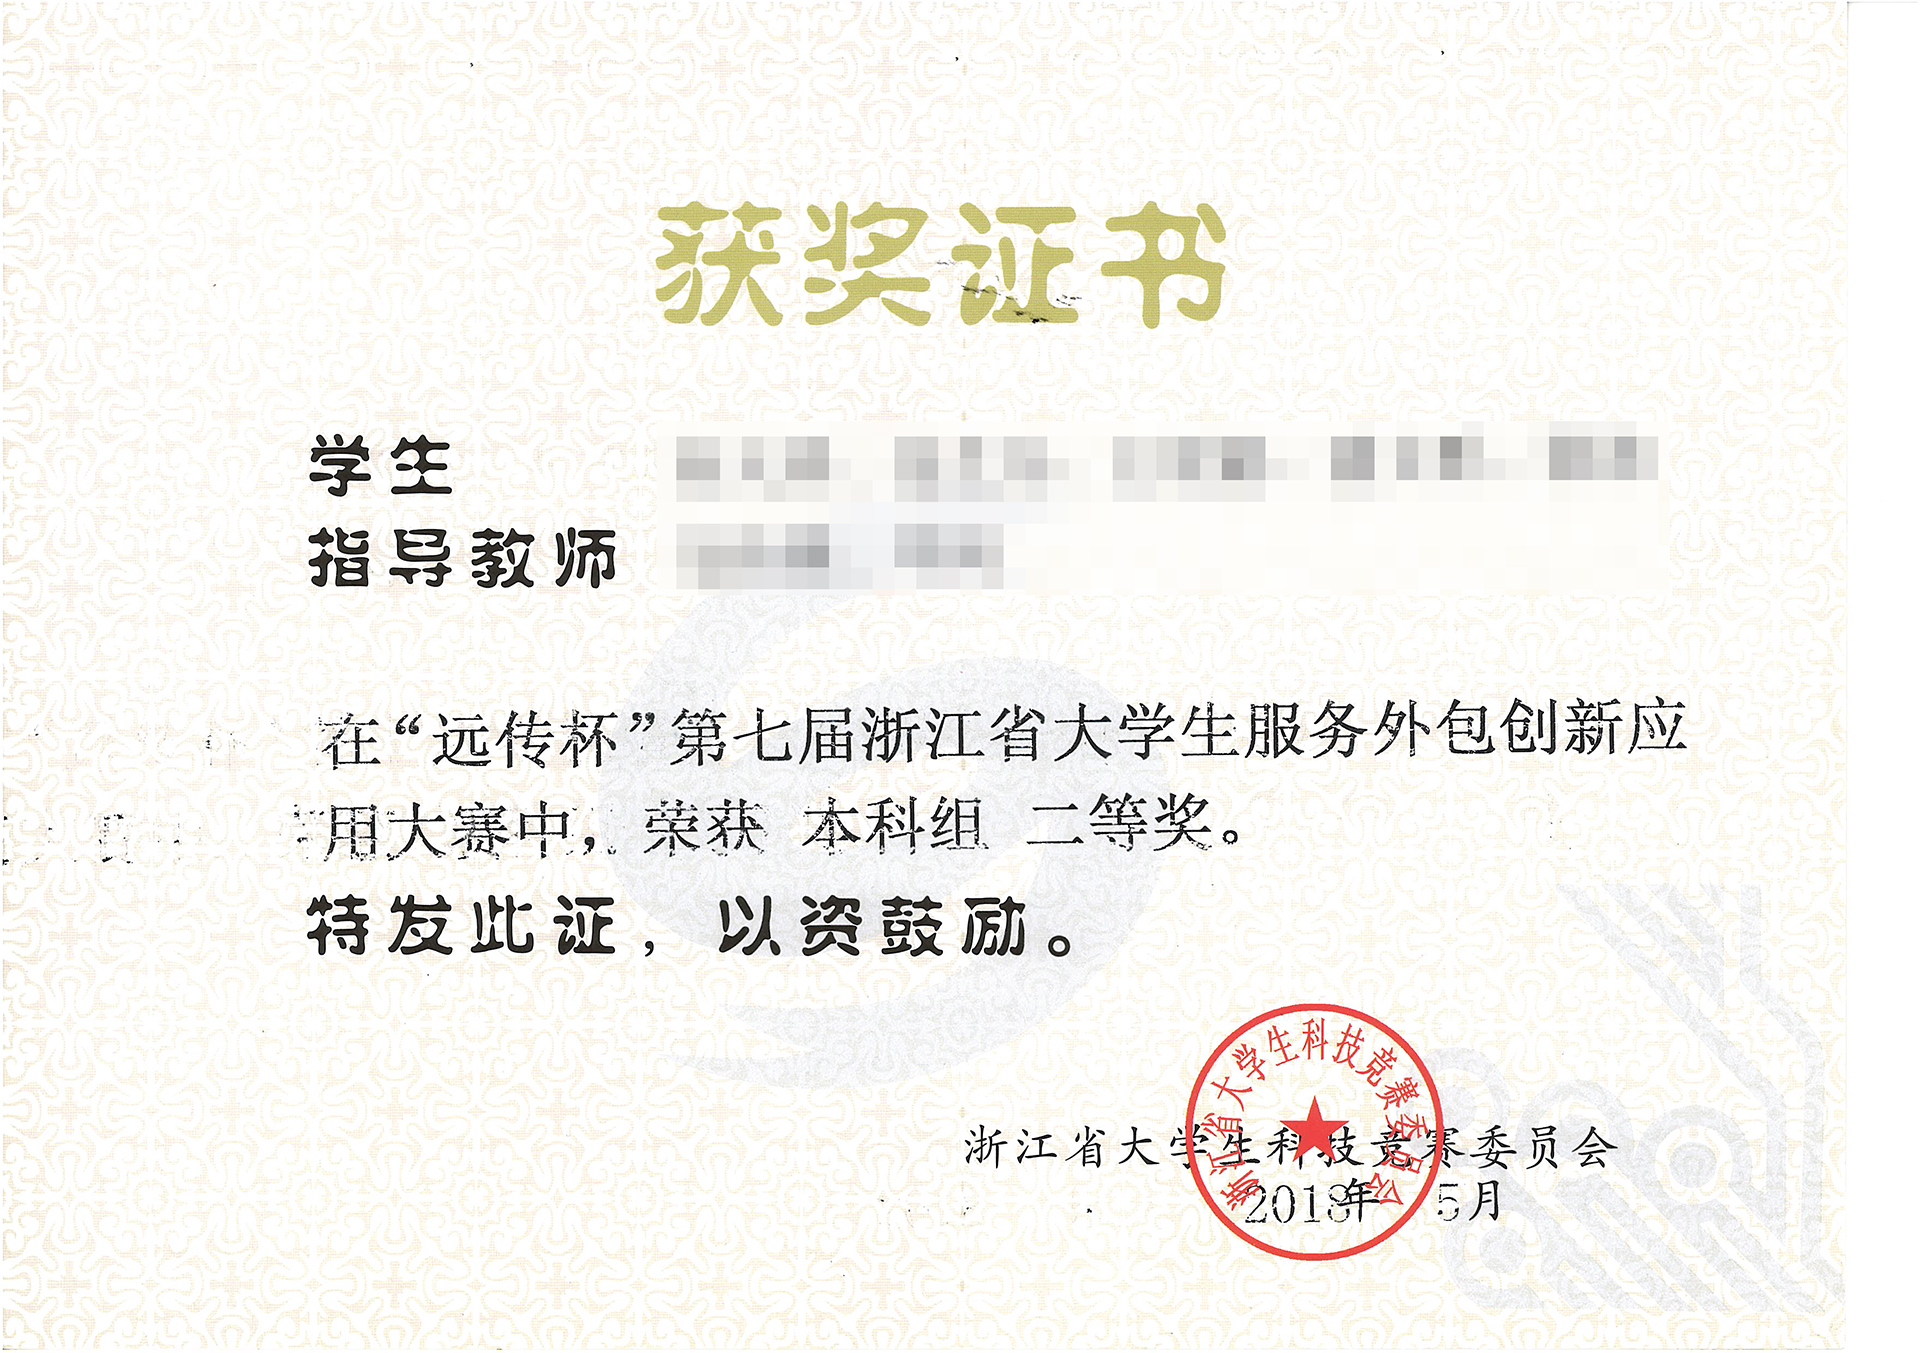 获奖证书
学生
指导教师
在“远传杯”第七届浙江省大学生服务外包创新应
用大赛中，荣获 本科组 二等奖。
特发此证，以资鼓励。
浙江省大学生科技竞赛委员会
浙江省大学生科技竞赛委员会
2018年 5月